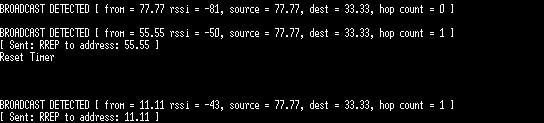 BROADCAST DETECTED [ from = 77.77 rssi = -81, source = 77.77, dest = 33.33, hop count = 0 ]
BROADCAST DETECTED [ from = 55.55 rssi = -50, source = 77.77, dest = 33.33, hop count = 1 ]
[ Sent: RREP to address: 55.55 ]
Reset Timer
BROADCAST DETECTED [ from = 11.11 rssi = -43, source = 77.77, dest = 33.33, hop count = 1 ]
[ Sent: RREP to address: 11.11 ]